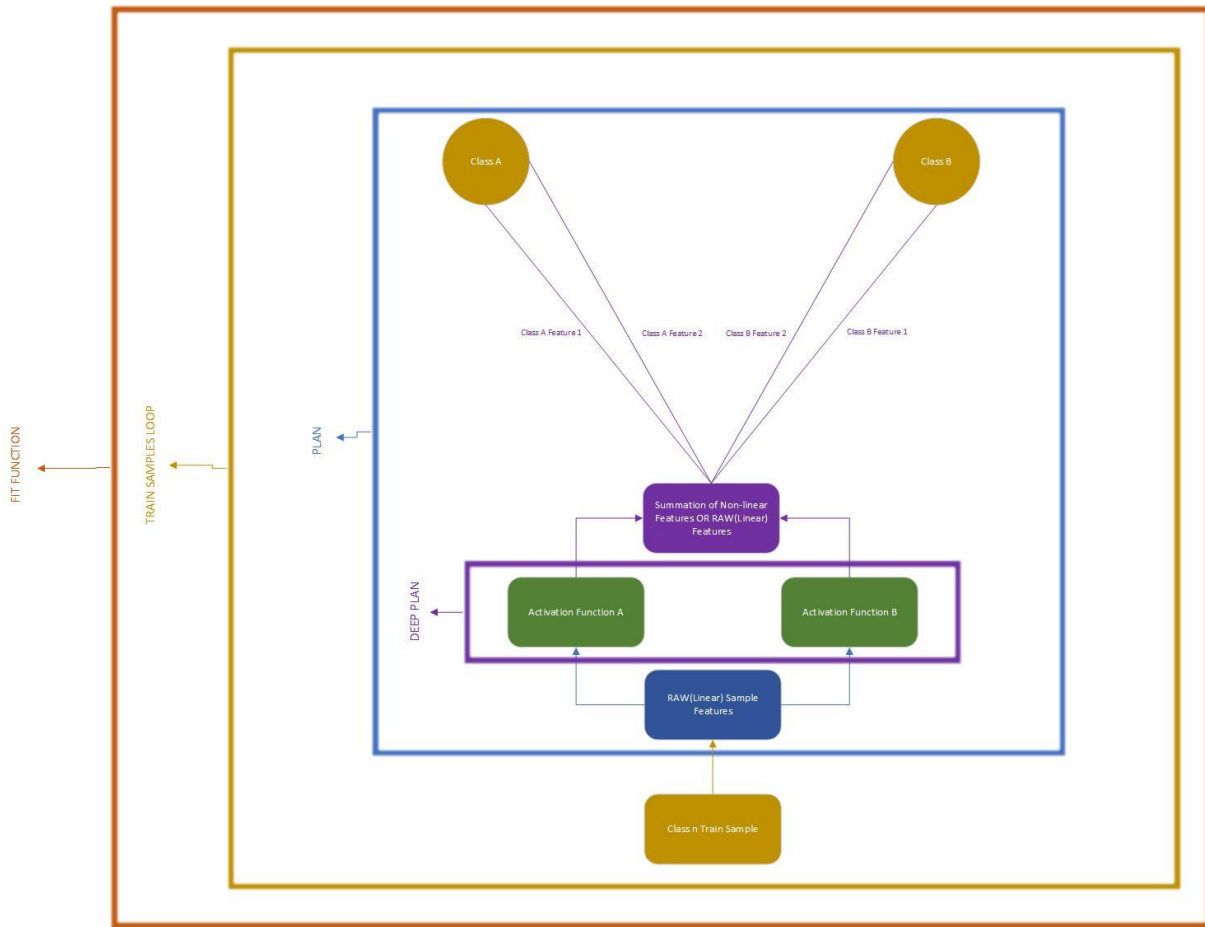 Class A
Class B
Class A Feature 1
Class A Feature 2
Class B Feature 2
Class B Feature 1
FIT FUNCTION
TRAIN SAMPLES LOOP
PLAN
Summation of Non-linear
Features OR RAW(Linear)
Features
DEEP PLAN
Activation Function A
Activation Function B
RAW(Linear) Sample
Features
Class n Train Sample